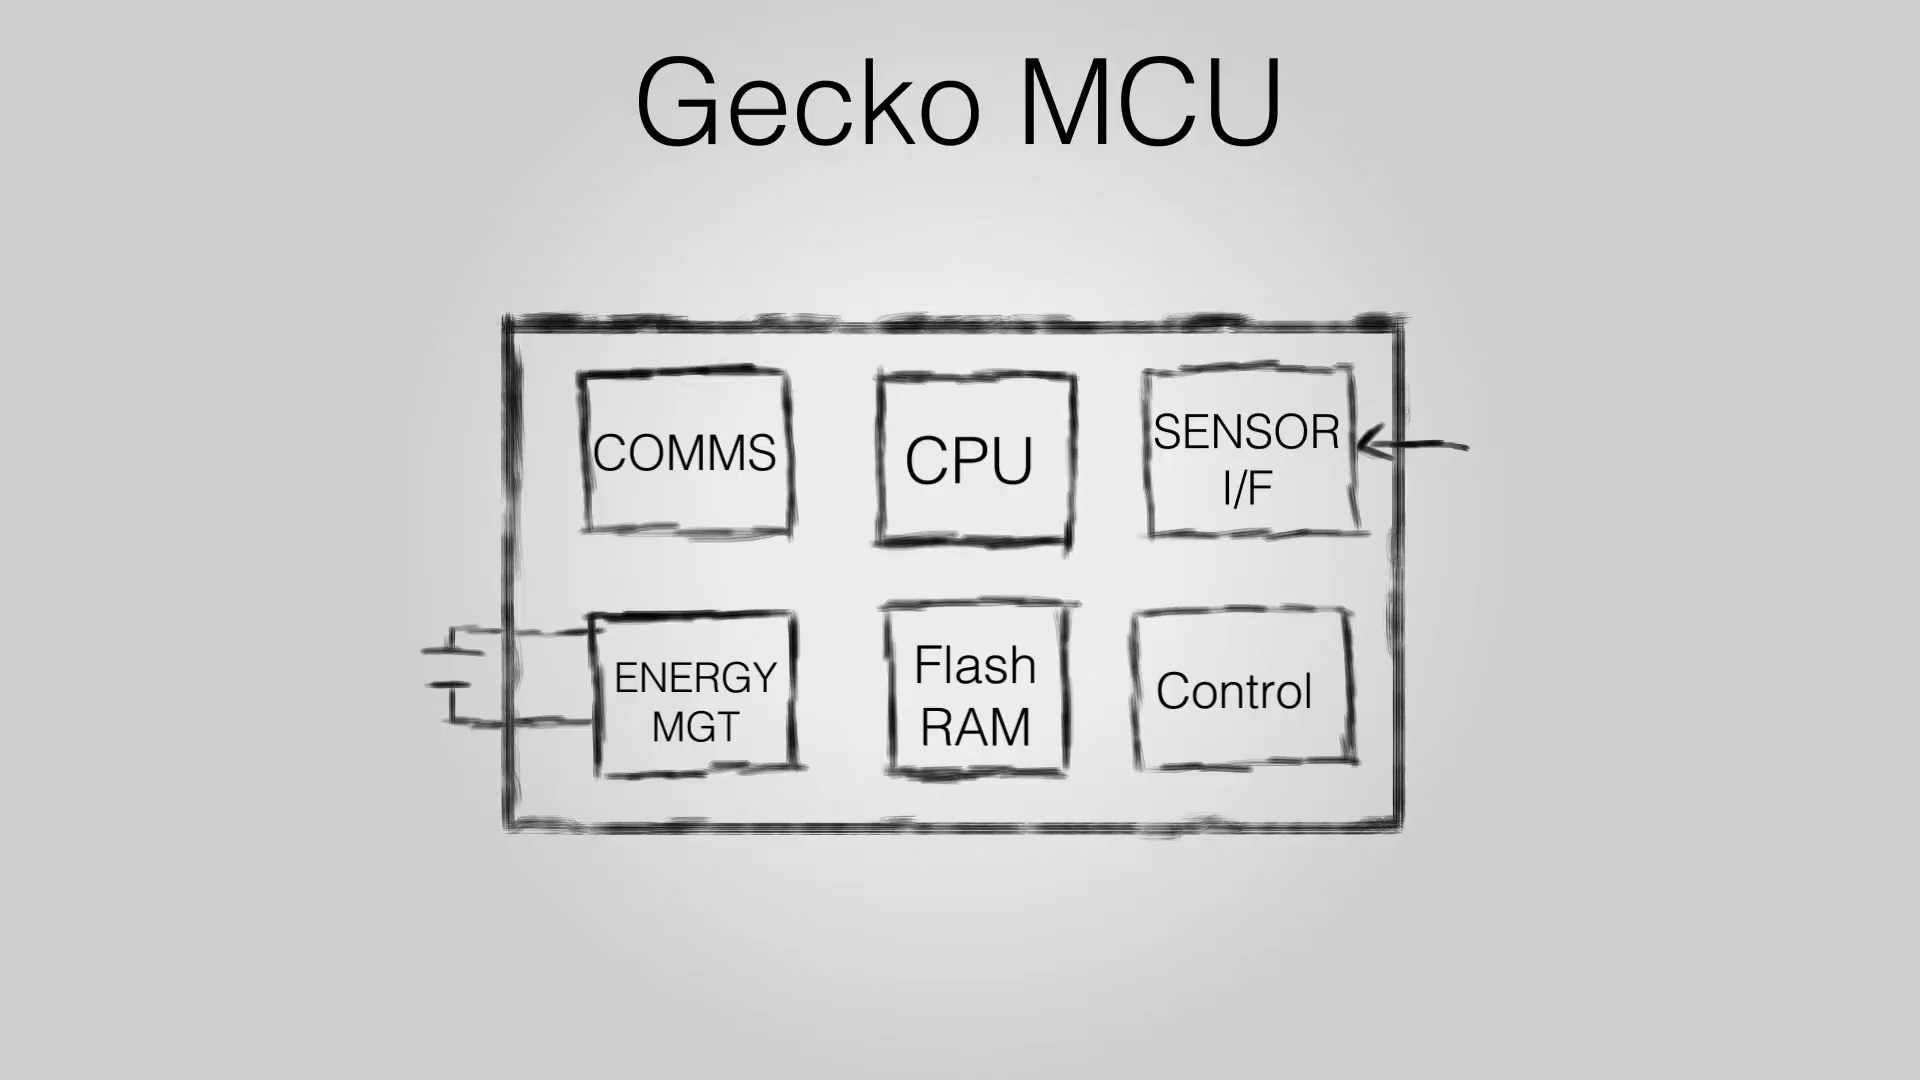 Gecko MCU
COMMS
CPU
SENSOR
I/F
ENERGY
MGT
Flash
RAM
Control